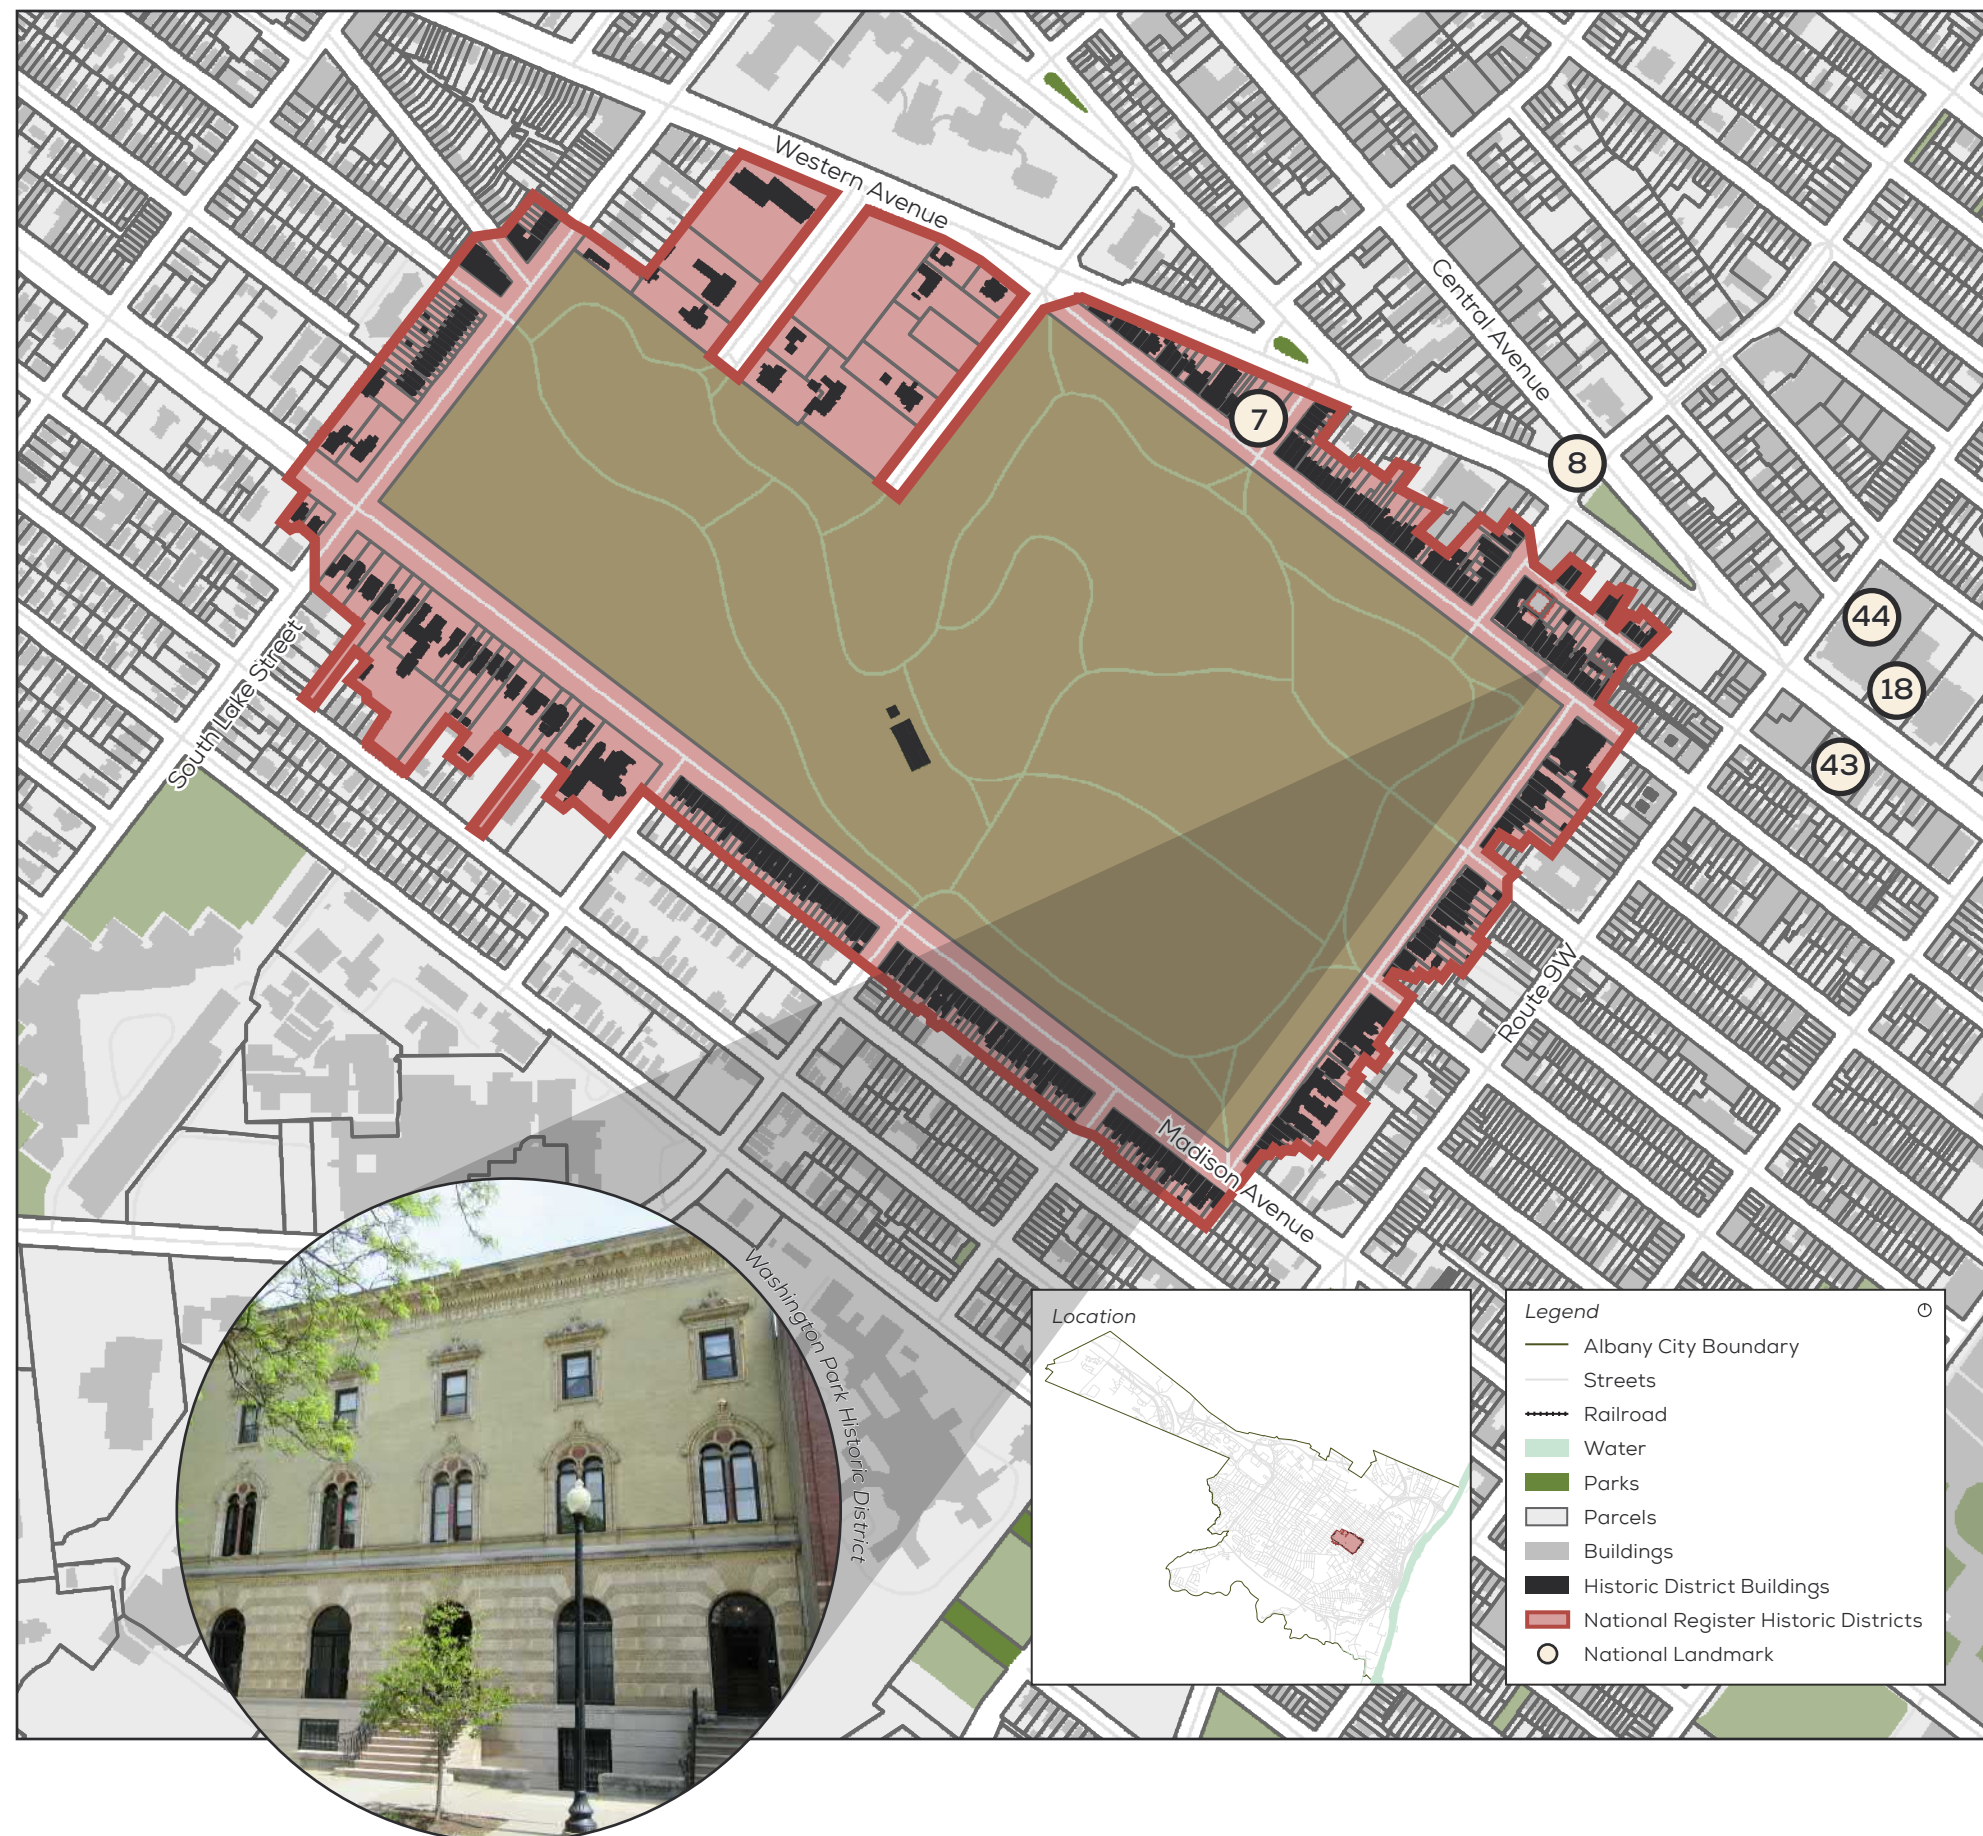 Western Avenue
Central Avenue
7
8
44
18
43
South Lake Street
Route 9W
Madison Avenue
Washington Park Historic District
Location
Legend
Albany City Boundary
Streets
Railroad
Water
Parks
Parcels
Buildings
Historic District Buildings
National Register Historic Districts
National Landmark